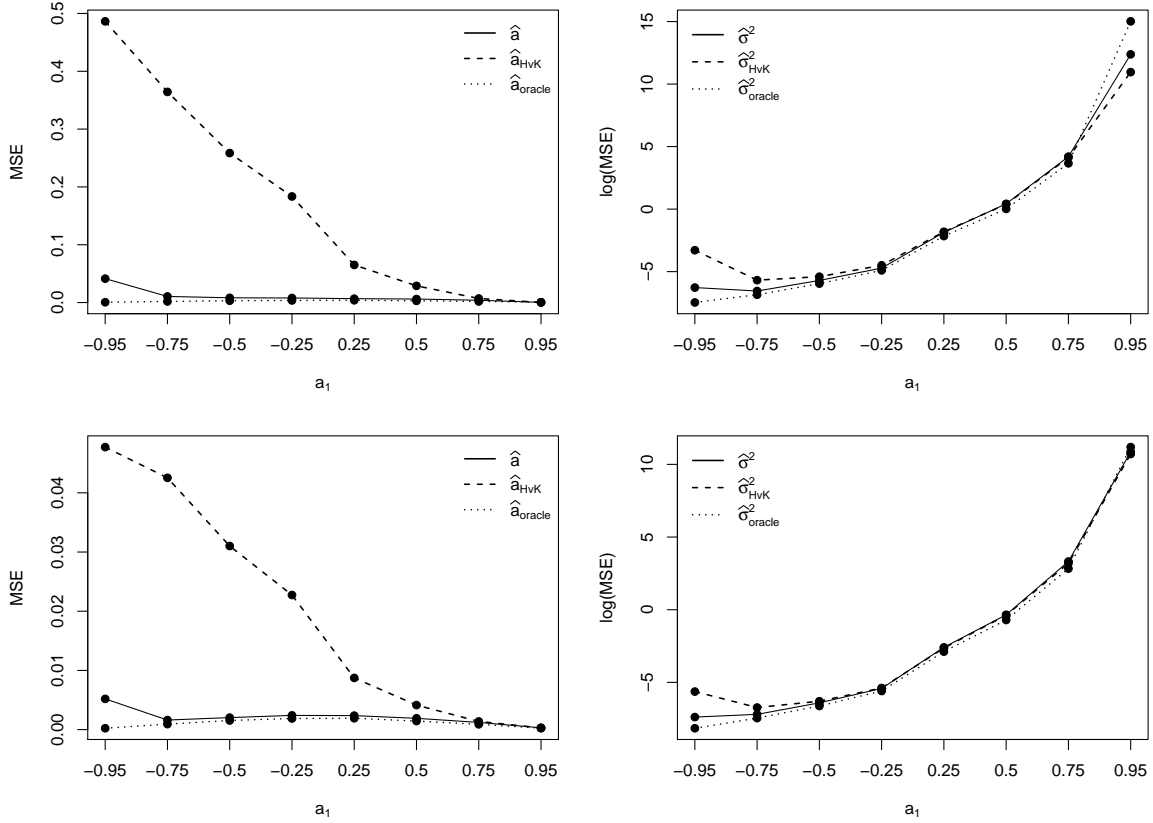 MSE
0.0 0.1 0.2 0.3 0.4 0.5
â
â_HvK
â_oracle
−0.95 −0.75 −0.5 −0.25 0.25 0.5 0.75 0.95
a₁
log(MSE)
−5 0 5 10 15
σ̂²
σ̂²_HvK
σ̂²_oracle
−0.95 −0.75 −0.5 −0.25 0.25 0.5 0.75 0.95
a₁
MSE
0.00 0.01 0.02 0.03 0.04
â
â_HvK
â_oracle
−0.95 −0.75 −0.5 −0.25 0.25 0.5 0.75 0.95
a₁
log(MSE)
−5 0 5 10
σ̂²
σ̂²_HvK
σ̂²_oracle
−0.95 −0.75 −0.5 −0.25 0.25 0.5 0.75 0.95
a₁